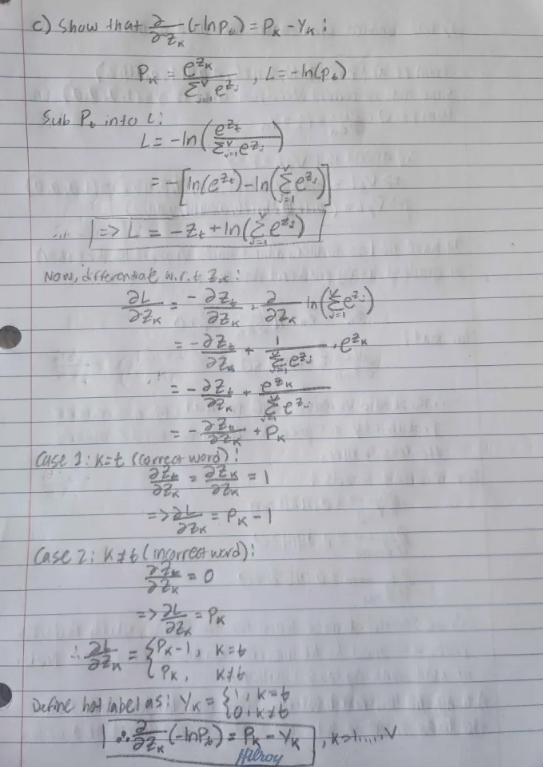 c) Show that ∂/∂z_k (-ln p_t) = P_k - Y_k:
P_k = e^{z_k} / Σ_{j=1}^V e^{z_j} , L = -ln(p_t)
Sub P_t into L:
L = -ln( e^{z_t} / Σ_{j=1}^V e^{z_j} )
= -[ln(e^{z_t}) - ln(Σ_{j=1}^V e^{z_j})]
∴ |=> L = -z_t + ln(Σ_{j=1}^V e^{z_j})
Now, differentiate w.r.t z_k:
∂L/∂z_k = -∂z_t/∂z_k + ∂/∂z_k ln(Σ_{j=1}^V e^{z_j})
= -∂z_t/∂z_k + 1/Σ_{j=1}^V e^{z_j} · e^{z_k}
= -∂z_t/∂z_k + e^{z_k} / Σ_{j=1}^V e^{z_j}
= -∂z_t/∂z_k + P_k
Case 1: k=t (correct word):
∂z_t/∂z_k = ∂z_k/∂z_k = 1
=> ∂L/∂z_k = P_k - 1
Case 2: k≠t (incorrect word):
∂z_t/∂z_k = 0
=> ∂L/∂z_k = P_k
∴ ∂L/∂z_k = { P_k - 1, k=t
P_k, k≠t
Define hot label as: Y_k = { 1, k=t
0, k≠t
∴ ∂/∂z_k (-ln P_t) = P_k - Y_k , k=1,....,V
Hilroy